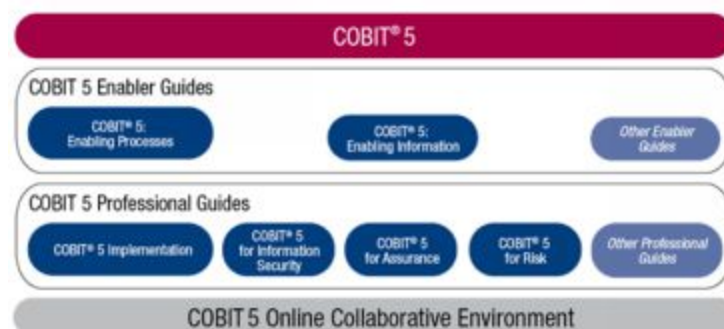 COBIT® 5
COBIT 5 Enabler Guides
COBIT® 5:
Enabling Processes
COBIT® 5:
Enabling Information
Other Enabler
Guides
COBIT 5 Professional Guides
COBIT® 5 Implementation
COBIT® 5
for Information
Security
COBIT® 5
for Assurance
COBIT® 5
for Risk
Other Professional
Guides
COBIT 5 Online Collaborative Environment